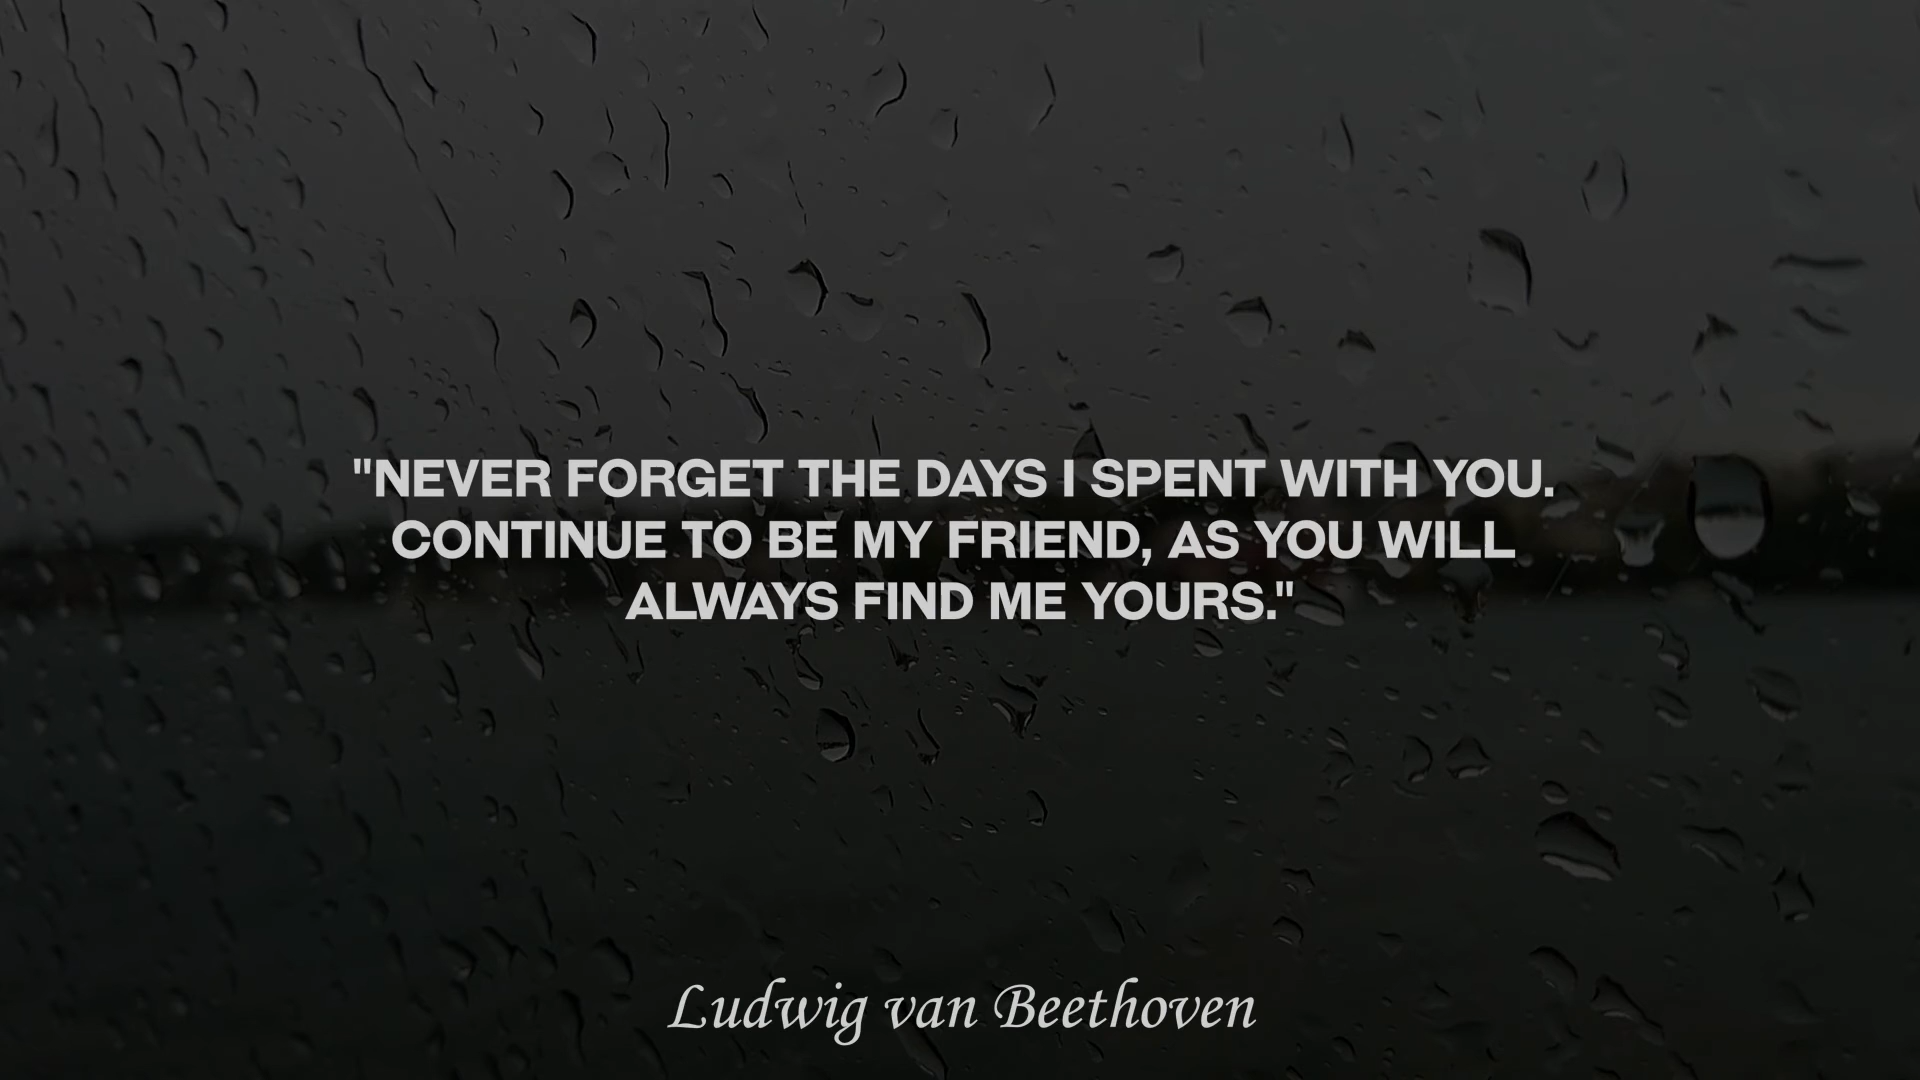 "NEVER FORGET THE DAYS I SPENT WITH YOU.
CONTINUE TO BE MY FRIEND, AS YOU WILL
ALWAYS FIND ME YOURS."
Ludwig van Beethoven